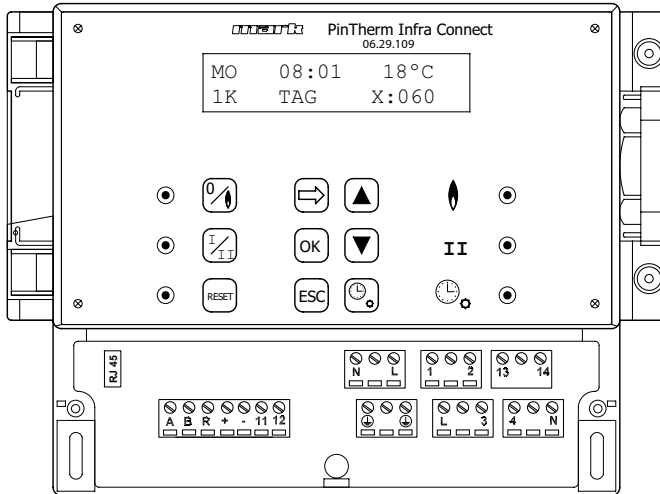 mark PinTherm Infra Connect
06.29.109
MO 08:01 18°C
1K TAG X:060
0/
I/II OK II
RESET ESC
RJ 45
N L 1 2 13 14
A B R + - 11 12 L 3 4 N